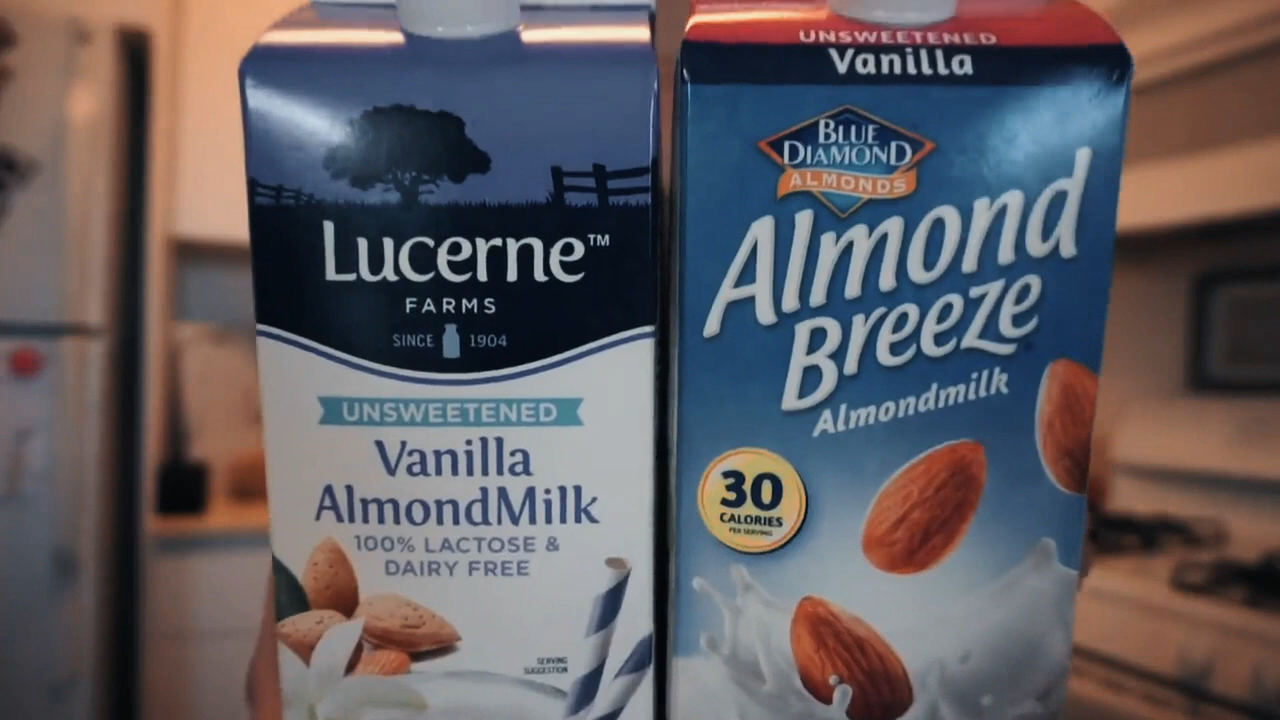 Lucerne™
FARMS
SINCE 1904
UNSWEETENED
Vanilla
AlmondMilk
100% LACTOSE &
DAIRY FREE
SERVING
SUGGESTION
UNSWEETENED
Vanilla
BLUE
DIAMOND
ALMONDS
Almond
Breeze
Almondmilk
30
CALORIES
PER SERVING